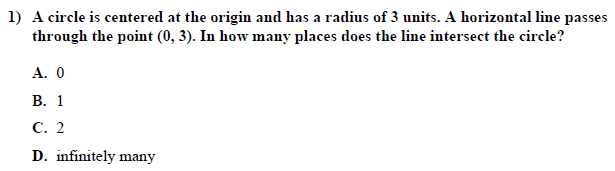 1) A circle is centered at the origin and has a radius of 3 units. A horizontal line passes
through the point (0, 3). In how many places does the line intersect the circle?
A. 0
B. 1
C. 2
D. infinitely many